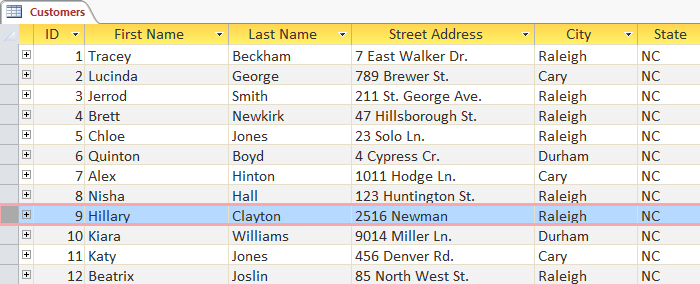 Customers
ID First Name Last Name Street Address City State
1 Tracey Beckham 7 East Walker Dr. Raleigh NC
2 Lucinda George 789 Brewer St. Cary NC
3 Jerrod Smith 211 St. George Ave. Raleigh NC
4 Brett Newkirk 47 Hillsborough St. Raleigh NC
5 Chloe Jones 23 Solo Ln. Raleigh NC
6 Quinton Boyd 4 Cypress Cr. Durham NC
7 Alex Hinton 1011 Hodge Ln. Cary NC
8 Nisha Hall 123 Huntington St. Raleigh NC
9 Hillary Clayton 2516 Newman Raleigh NC
10 Kiara Williams 9014 Miller Ln. Durham NC
11 Katy Jones 456 Denver Rd. Cary NC
12 Beatrix Joslin 85 North West St. Raleigh NC